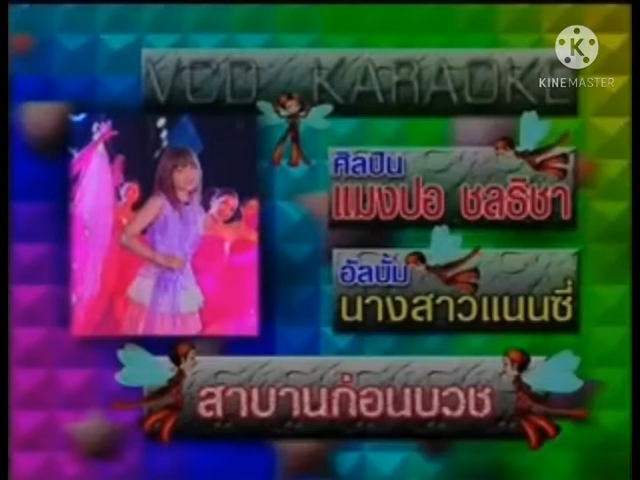 VCD KARAOKE
KINEMASTER
ศิลปิน
แมงปอ ชลธิชา
อัลบั้ม
นางสาวแนนซี่
สาบานก่อนบวช